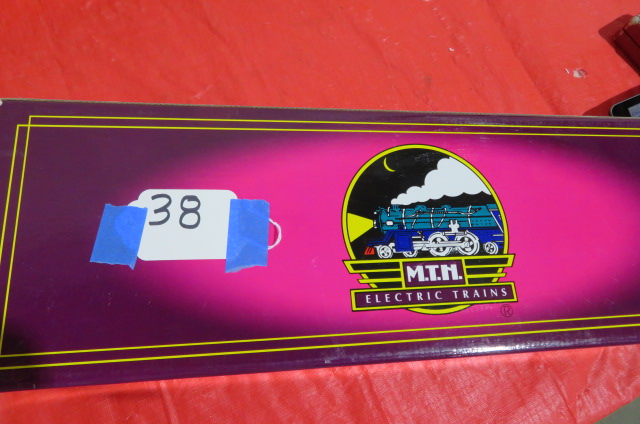 38
M.T.H.
ELECTRIC TRAINS
®